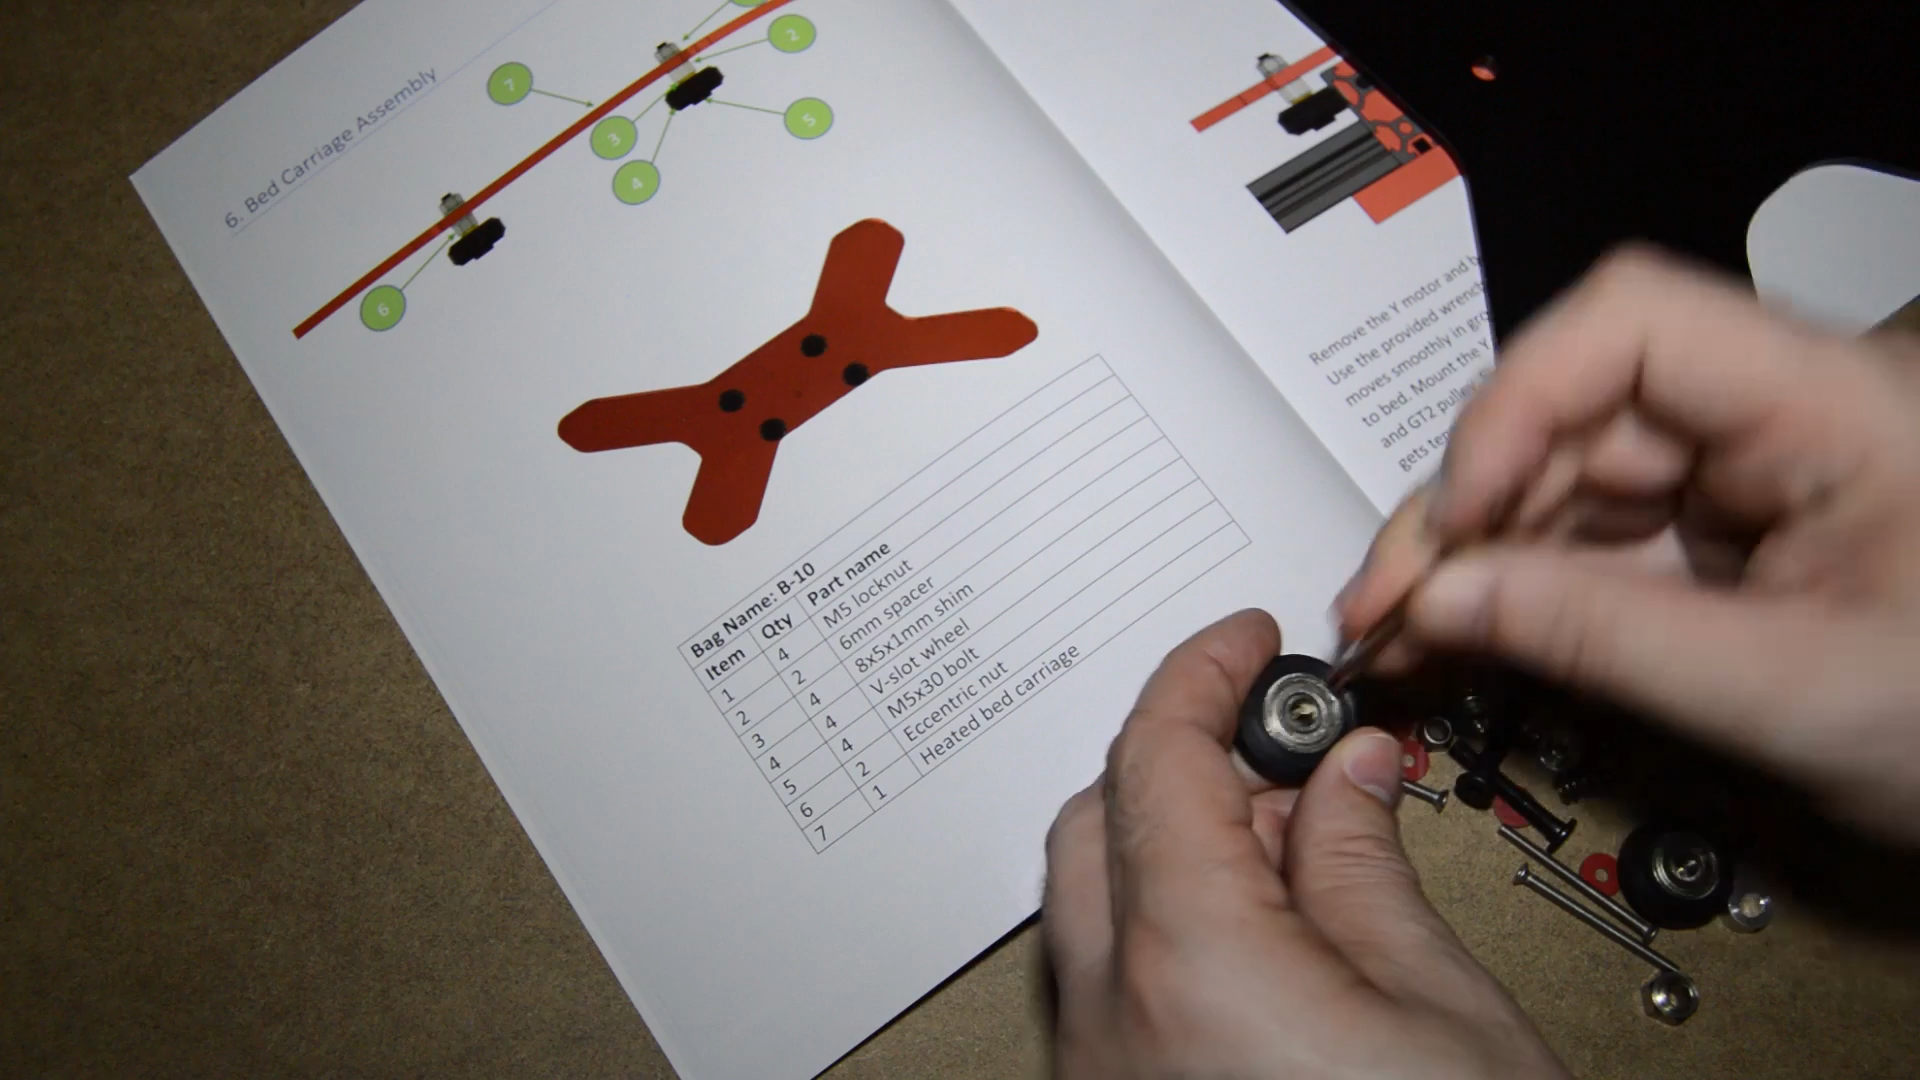 6. Bed Carriage Assembly
7
2
3
5
4
6
Bag Name: B-10
Item Qty Part name
1 4 M5 locknut
2 2 6mm spacer
3 4 8x5x1mm shim
4 4 V-slot wheel
5 4 M5x30 bolt
6 2 Eccentric nut
7 1 Heated bed carriage
Remove the Y motor and
Use the provided wrench
moves smoothly in
to bed. Mount the Y
and GT2 pulley
gets